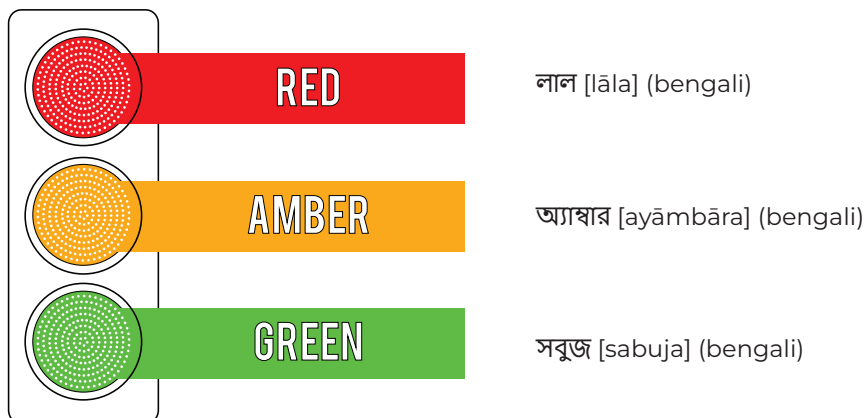 RED
লাল [lāla] (bengali)
AMBER
অ্যাম্বার [ayāmbāra] (bengali)
GREEN
সবুজ [sabuja] (bengali)